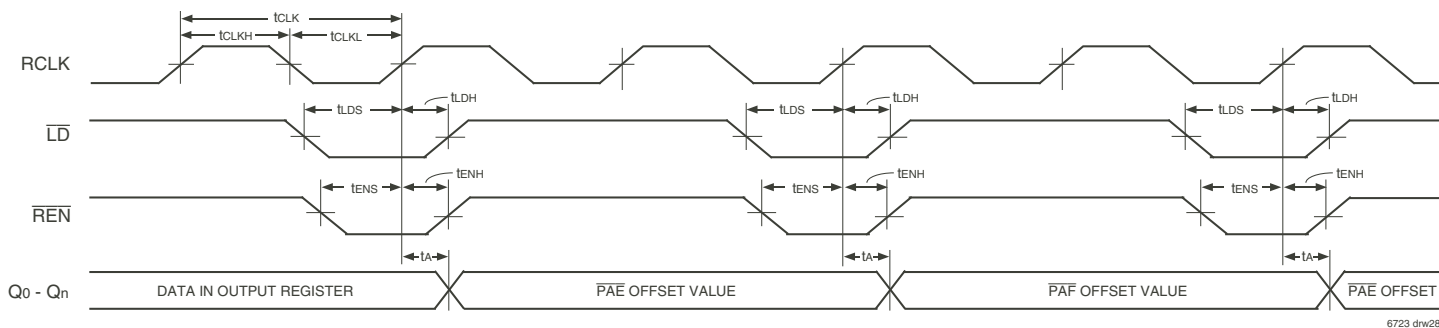 tCLK
tCLKH
tCLKL
RCLK
tLDS
tLDH
tLDS
tLDH
tLDS
tLDH
LD
tENS
tENH
tENS
tENH
tENS
tENH
REN
tA
tA
tA
Q0 - Qn
DATA IN OUTPUT REGISTER
PAE OFFSET VALUE
PAF OFFSET VALUE
PAE OFFSET
6723 drw28